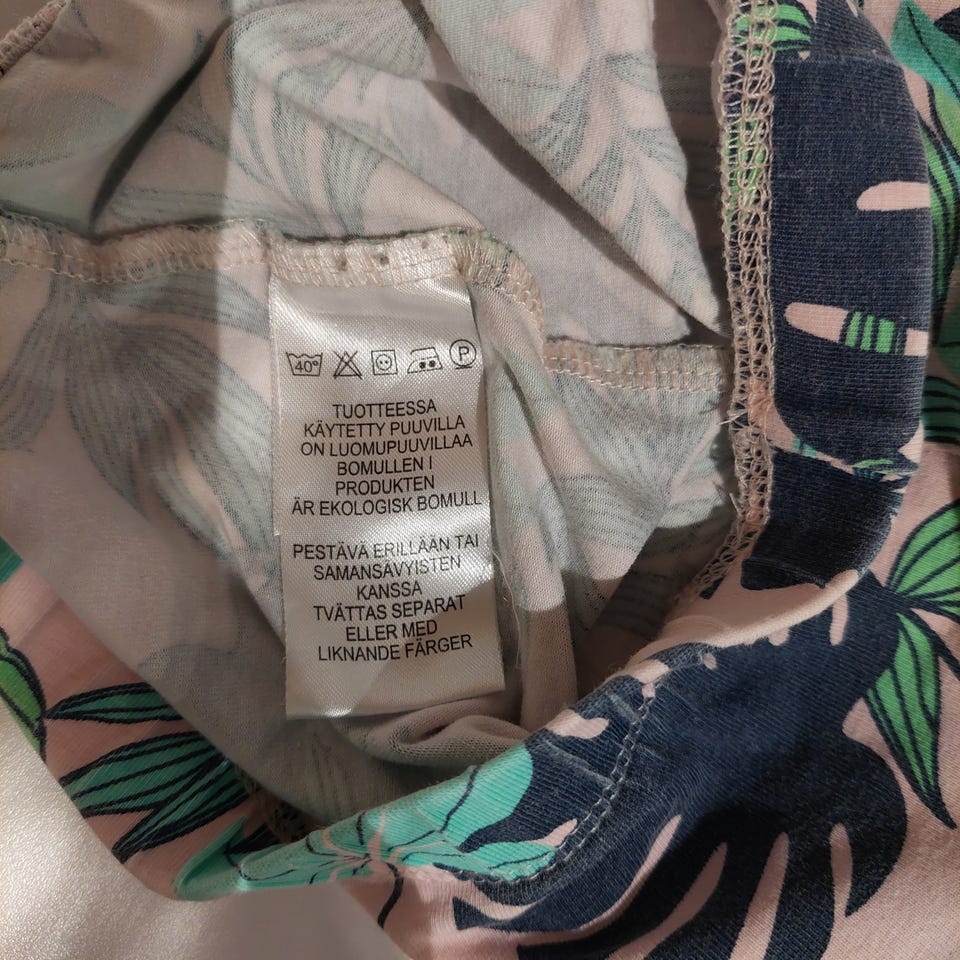 40° P
TUOTTEESSA
KÄYTETTY PUUVILLA
ON LUOMUPUUVILLAA
BOMULLEN I
PRODUKTEN
ÄR EKOLOGISK BOMULL
PESTÄVÄ ERILLÄÄN TAI
SAMANSÄVYISTEN
KANSSA
TVÄTTAS SEPARAT
ELLER MED
LIKNANDE FÄRGER